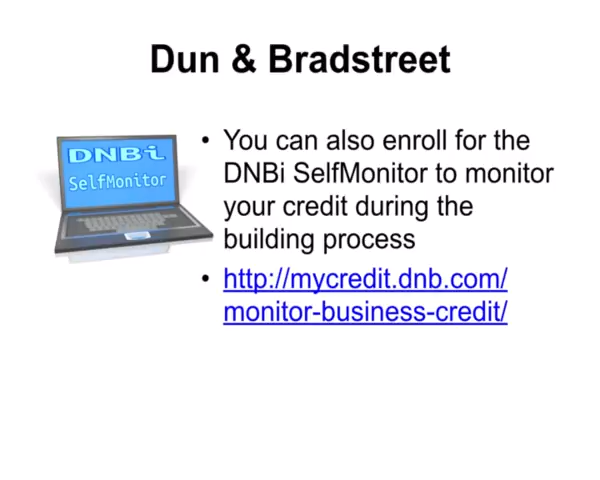 Dun & Bradstreet
DNBi
SelfMonitor
• You can also enroll for the
DNBi SelfMonitor to monitor
your credit during the
building process
• http://mycredit.dnb.com/
monitor-business-credit/